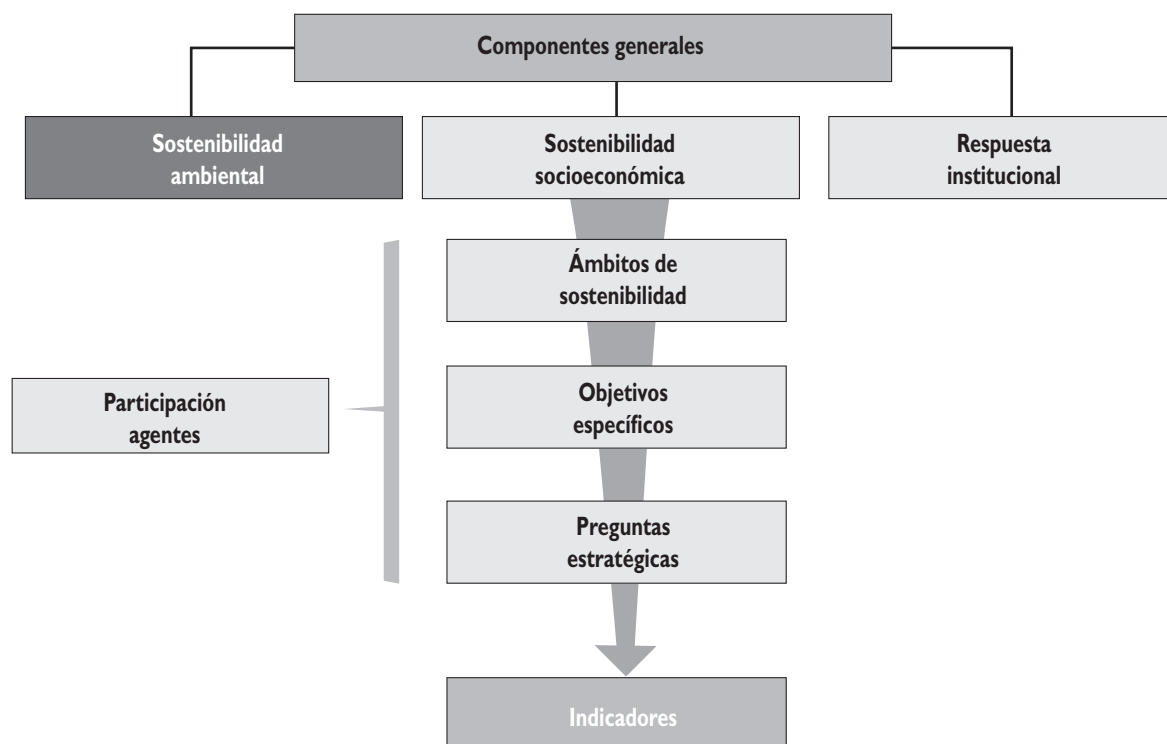 Componentes generales
Sostenibilidad
ambiental
Sostenibilidad
socioeconómica
Respuesta
institucional
Ámbitos de
sostenibilidad
Objetivos
específicos
Participación
agentes
Preguntas
estratégicas
Indicadores